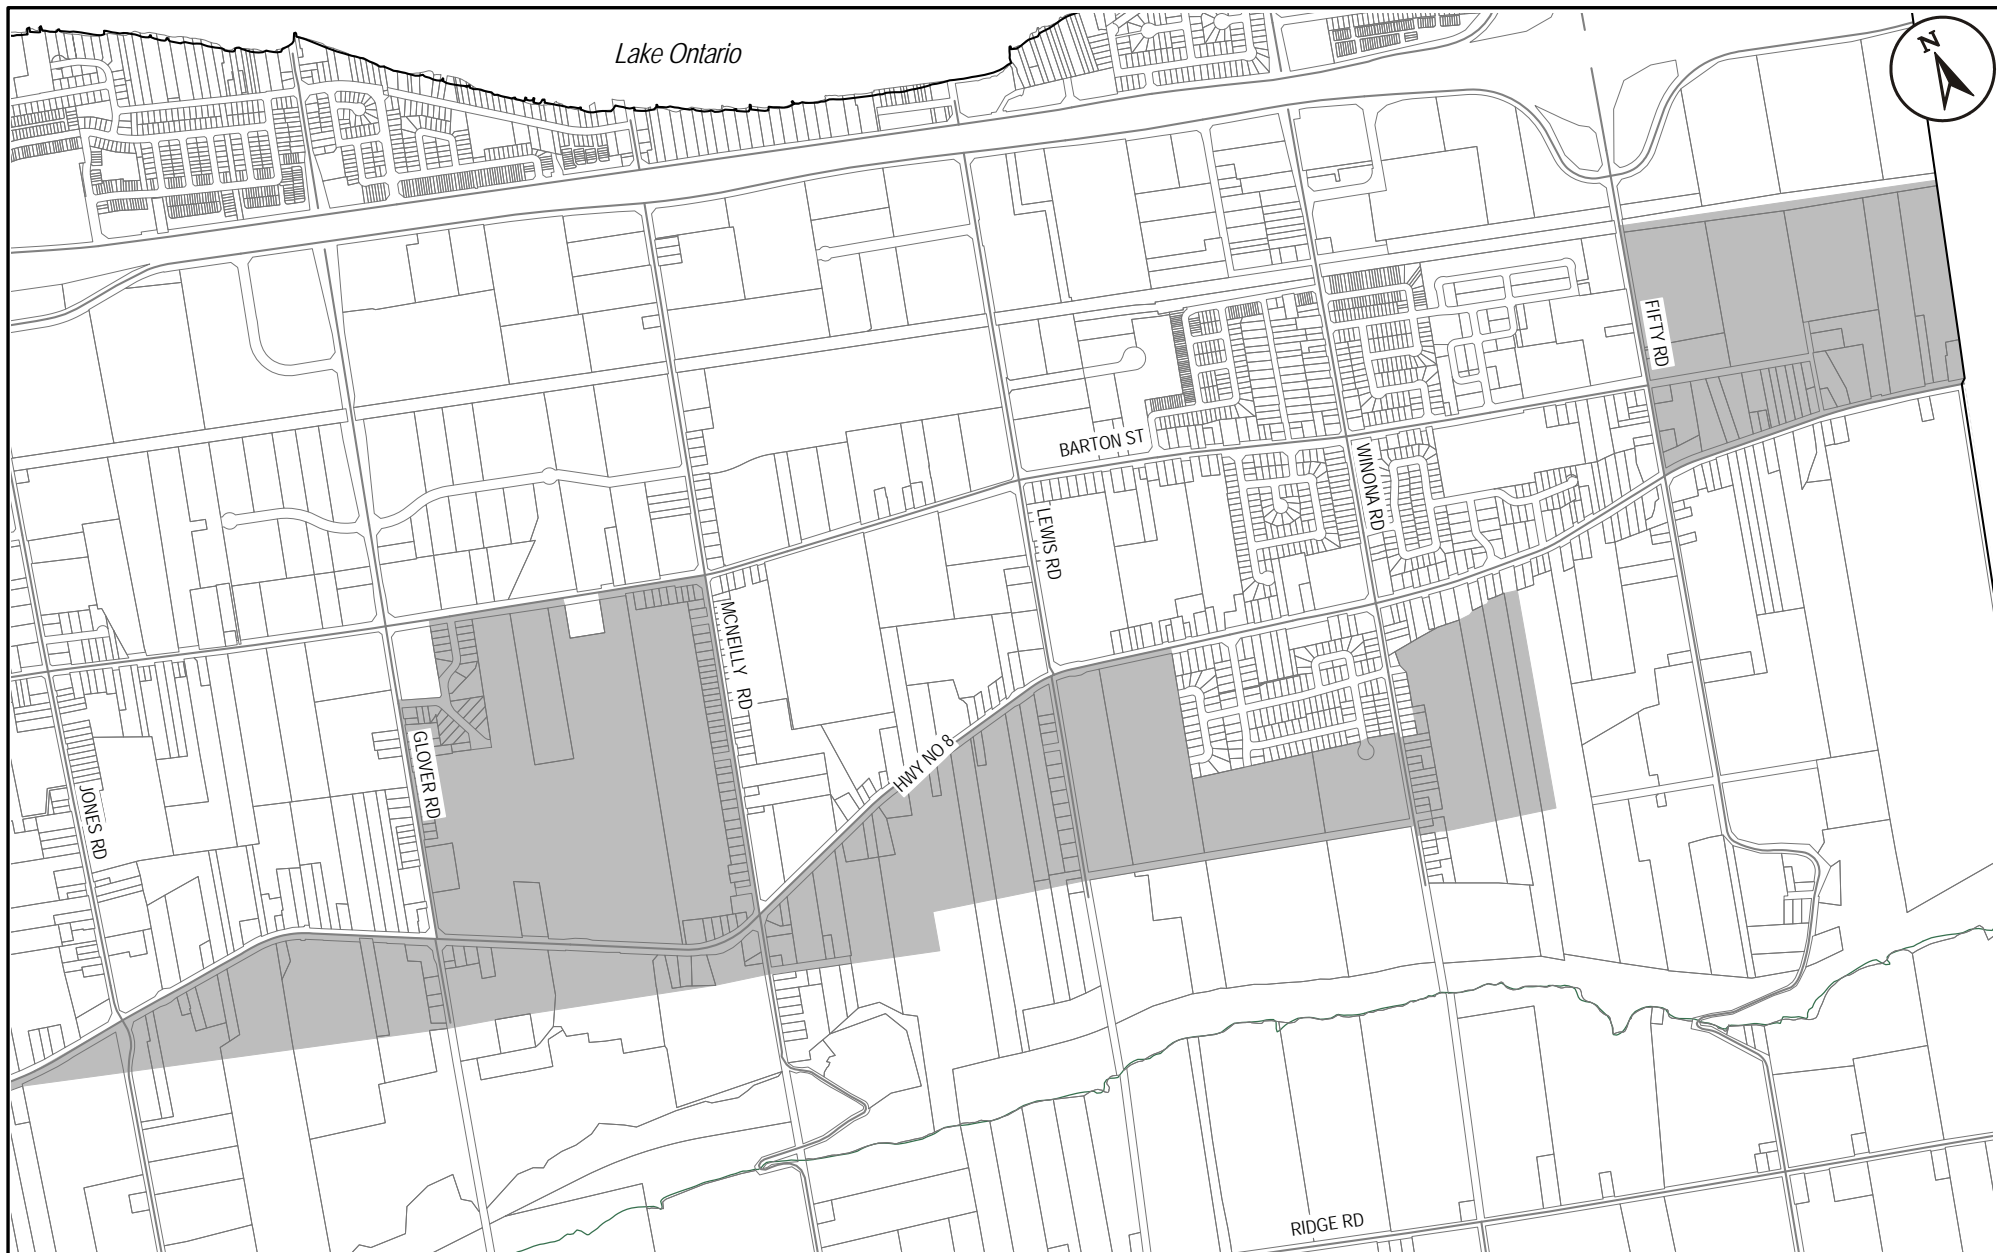 Lake Ontario
N
FIFTY RD
BARTON ST
WINONA RD
LEWIS RD
MCNEILLY RD
GLOVER RD
HWY NO 8
JONES RD
RIDGE RD